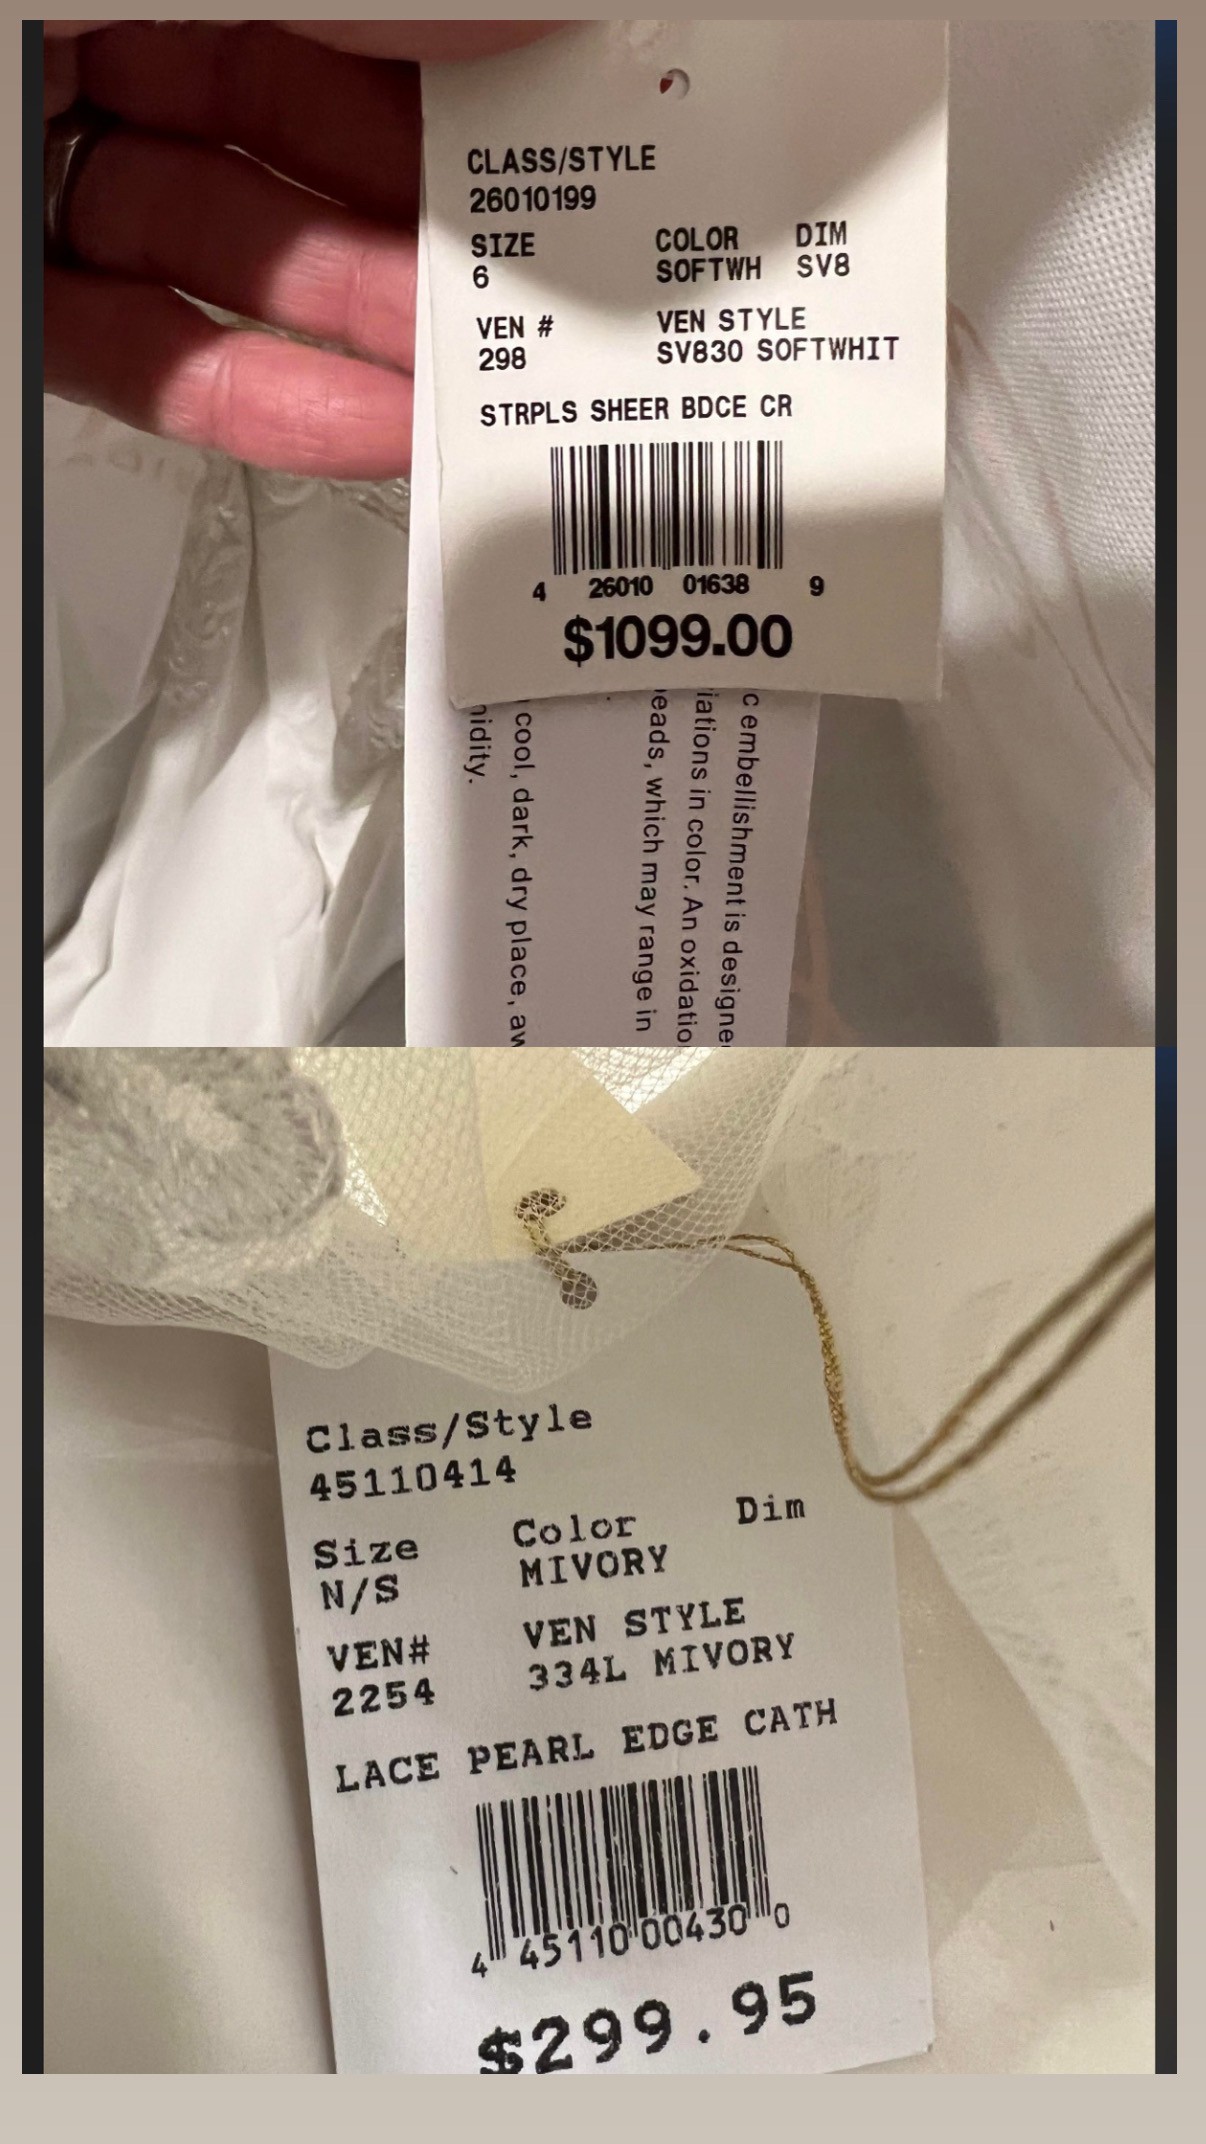 CLASS/STYLE
26010199
SIZE COLOR DIM
6 SOFTWH SV8
VEN # VEN STYLE
298 SV830 SOFTWHIT
STRPLS SHEER BDCE CR
4 26010 01638 9
$1099.00
c embellishment is designe
iations in color. An oxidatio
eads, which may range in
cool, dark, dry place, aw
nidity.
Class/Style
45110414
Size Color Dim
N/S MIVORY
VEN# VEN STYLE
2254 334L MIVORY
LACE PEARL EDGE CATH
4 45110 00430 0
$299.95